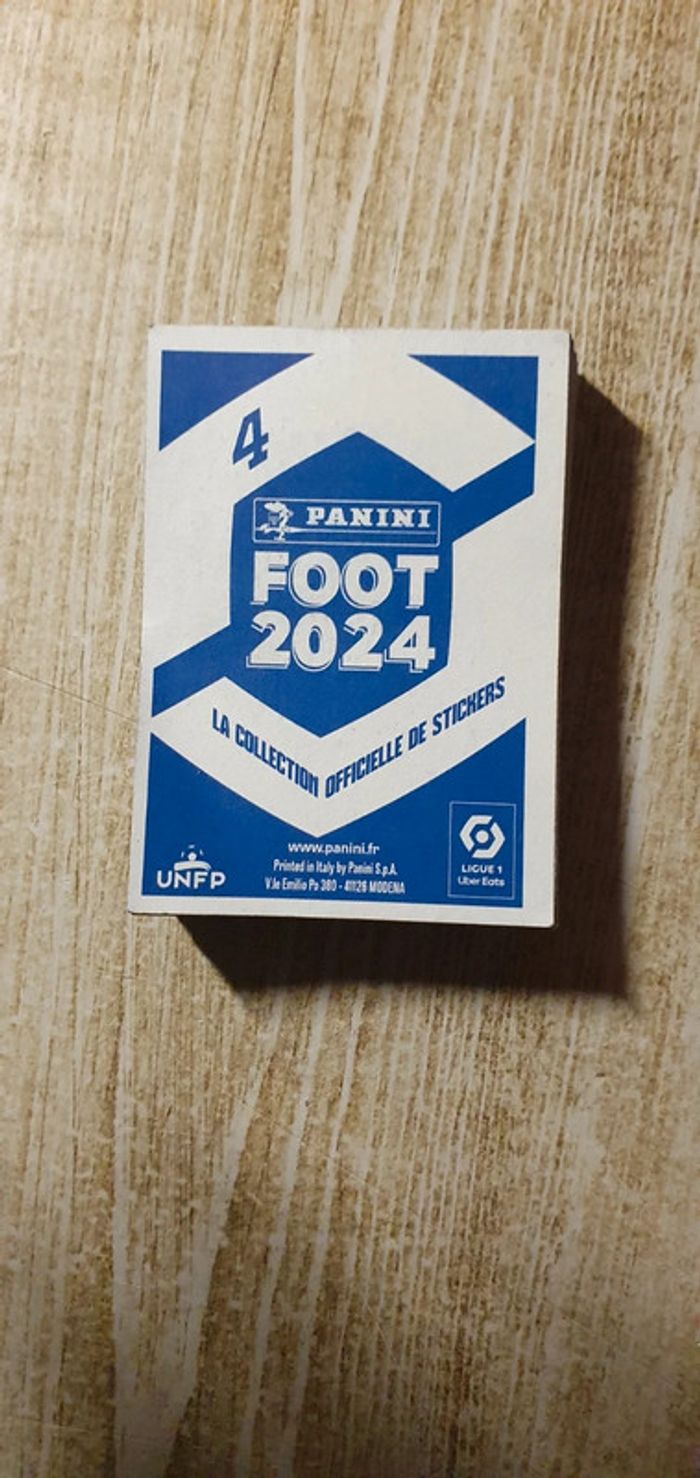 4
PANINI
FOOT
2024
LA COLLECTION OFFICIELLE DE STICKERS
www.panini.fr
Printed in Italy by Panini S.p.A.
V.le Emilio Po 380 - 41126 MODENA
UNFP
LIGUE 1
Uber Eats